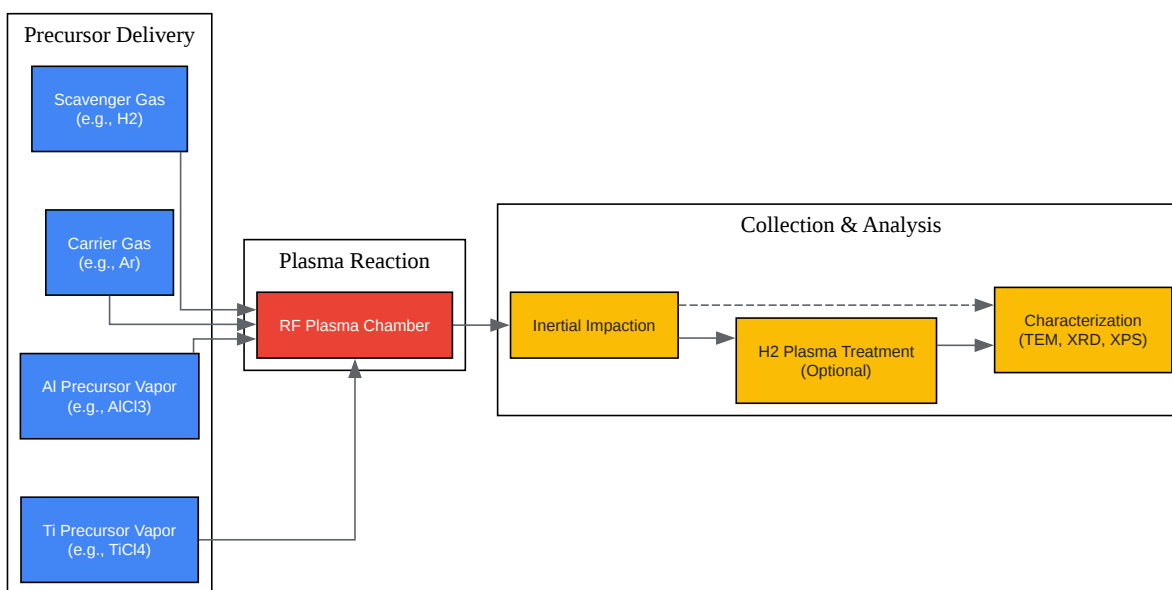 Precursor Delivery
Scavenger Gas
(e.g., H2)
Carrier Gas
(e.g., Ar)
Al Precursor Vapor
(e.g., AlCl3)
Ti Precursor Vapor
(e.g., TiCl4)
Plasma Reaction
RF Plasma Chamber
Collection & Analysis
Inertial Impaction
H2 Plasma Treatment
(Optional)
Characterization
(TEM, XRD, XPS)